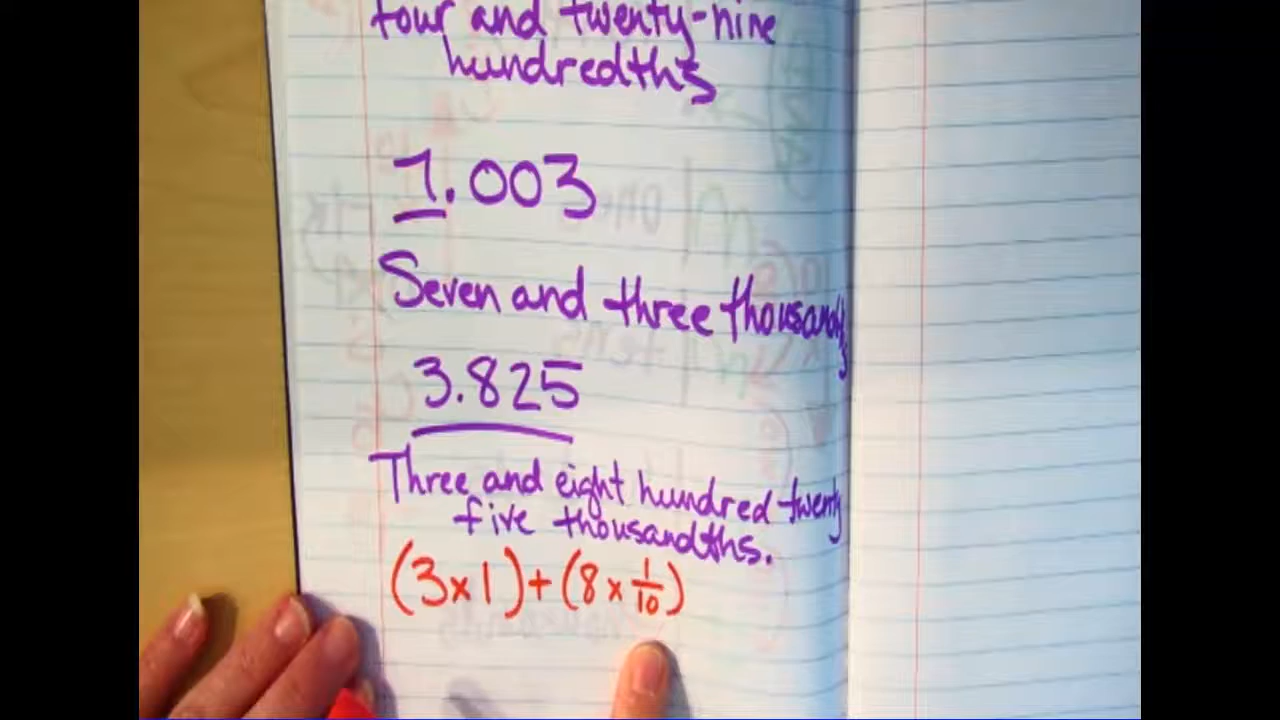 four and twenty-nine
hundredths
7.003
Seven and three thousandths
3.825
Three and eight hundred twenty
five thousandths.
(3 x 1) + (8 x 1/10)